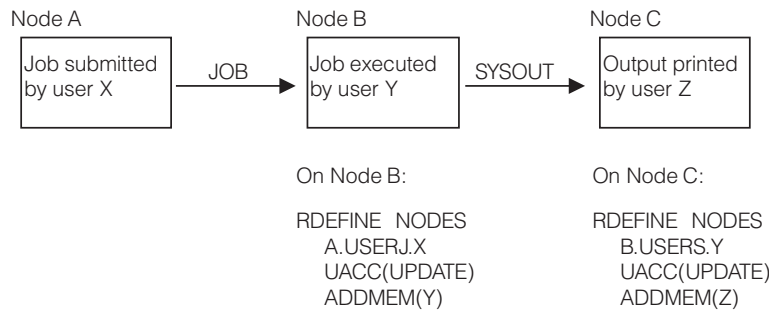 Node A
Node B
Node C
Job submitted
by user X
JOB
Job executed
by user Y
SYSOUT
Output printed
by user Z
On Node B:
RDEFINE NODES
A.USERJ.X
UACC(UPDATE)
ADDMEM(Y)
On Node C:
RDEFINE NODES
B.USERS.Y
UACC(UPDATE)
ADDMEM(Z)